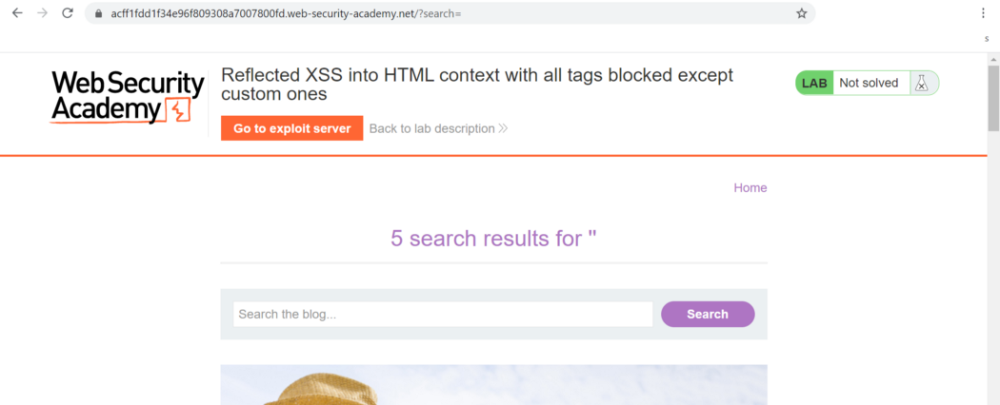 acff1fdd1f34e96f809308a7007800fd.web-security-academy.net/?search=
s
Web Security
Academy
Reflected XSS into HTML context with all tags blocked except
custom ones
Go to exploit server
Back to lab description
LAB
Not solved
Home
5 search results for ''
Search the blog...
Search